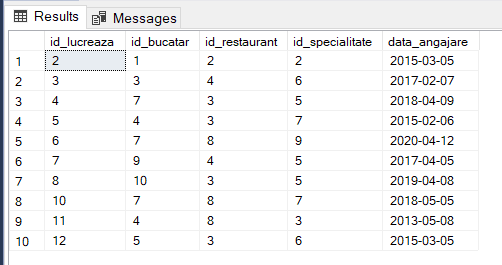 Results Messages
id_lucreaza id_bucatar id_restaurant id_specialitate data_angajare
1 2 1 2 2 2015-03-05
2 3 3 4 6 2017-02-07
3 4 7 3 5 2018-04-09
4 5 4 3 7 2015-02-06
5 6 7 8 9 2020-04-12
6 7 9 4 5 2017-04-05
7 8 10 3 5 2019-04-08
8 10 7 8 7 2018-05-05
9 11 4 8 3 2013-05-08
10 12 5 3 6 2015-03-05